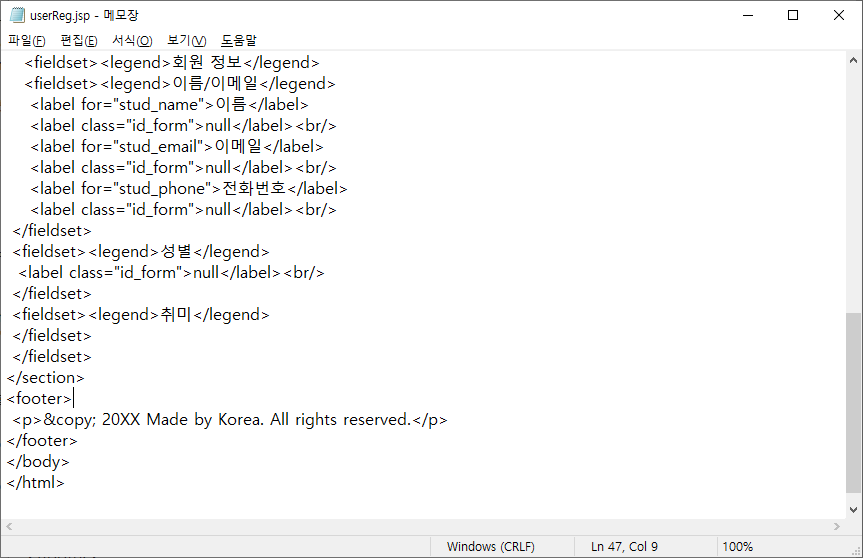 userReg.jsp - 메모장
파일(F) 편집(E) 서식(O) 보기(V) 도움말
<fieldset><legend>회원 정보</legend>
<fieldset><legend>이름/이메일</legend>
<label for="stud_name">이름</label>
<label class="id_form">null</label><br/>
<label for="stud_email">이메일</label>
<label class="id_form">null</label><br/>
<label for="stud_phone">전화번호</label>
<label class="id_form">null</label><br/>
</fieldset>
<fieldset><legend>성별</legend>
<label class="id_form">null</label><br/>
</fieldset>
<fieldset><legend>취미</legend>
</fieldset>
</fieldset>
</section>
<footer>
<p>&copy; 20XX Made by Korea. All rights reserved.</p>
</footer>
</body>
</html>
Windows (CRLF) Ln 47, Col 9 100%